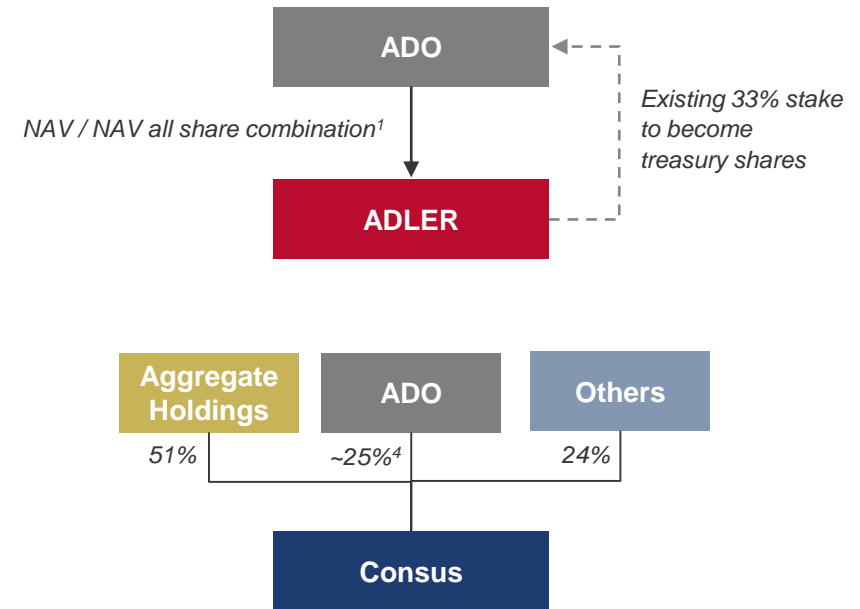 ADO
NAV / NAV all share combination¹
Existing 33% stake
to become
treasury shares
ADLER
Aggregate
Holdings
ADO
Others
51%
~25%⁴
24%
Consus